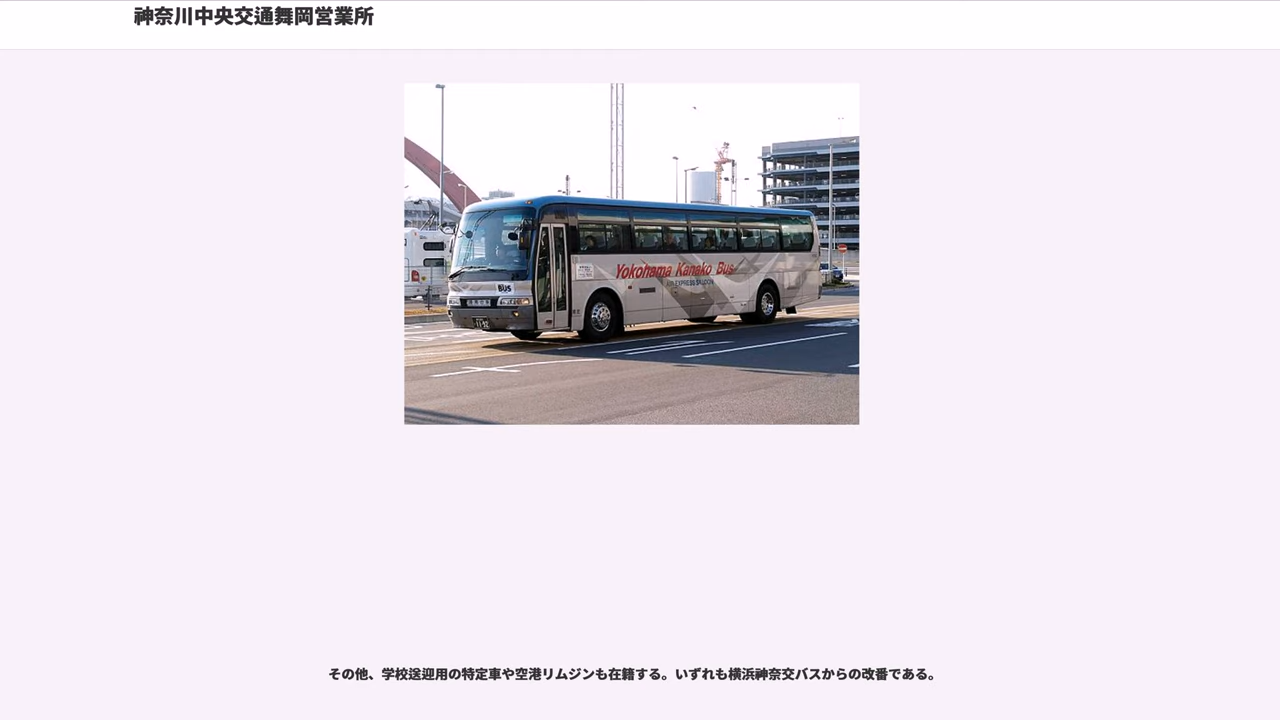 神奈川中央交通舞岡営業所
Yokohama Kanako Bus
BUS
その他、学校送迎用の特定車や空港リムジンも在籍する。いずれも横浜神奈交バスからの改番である。